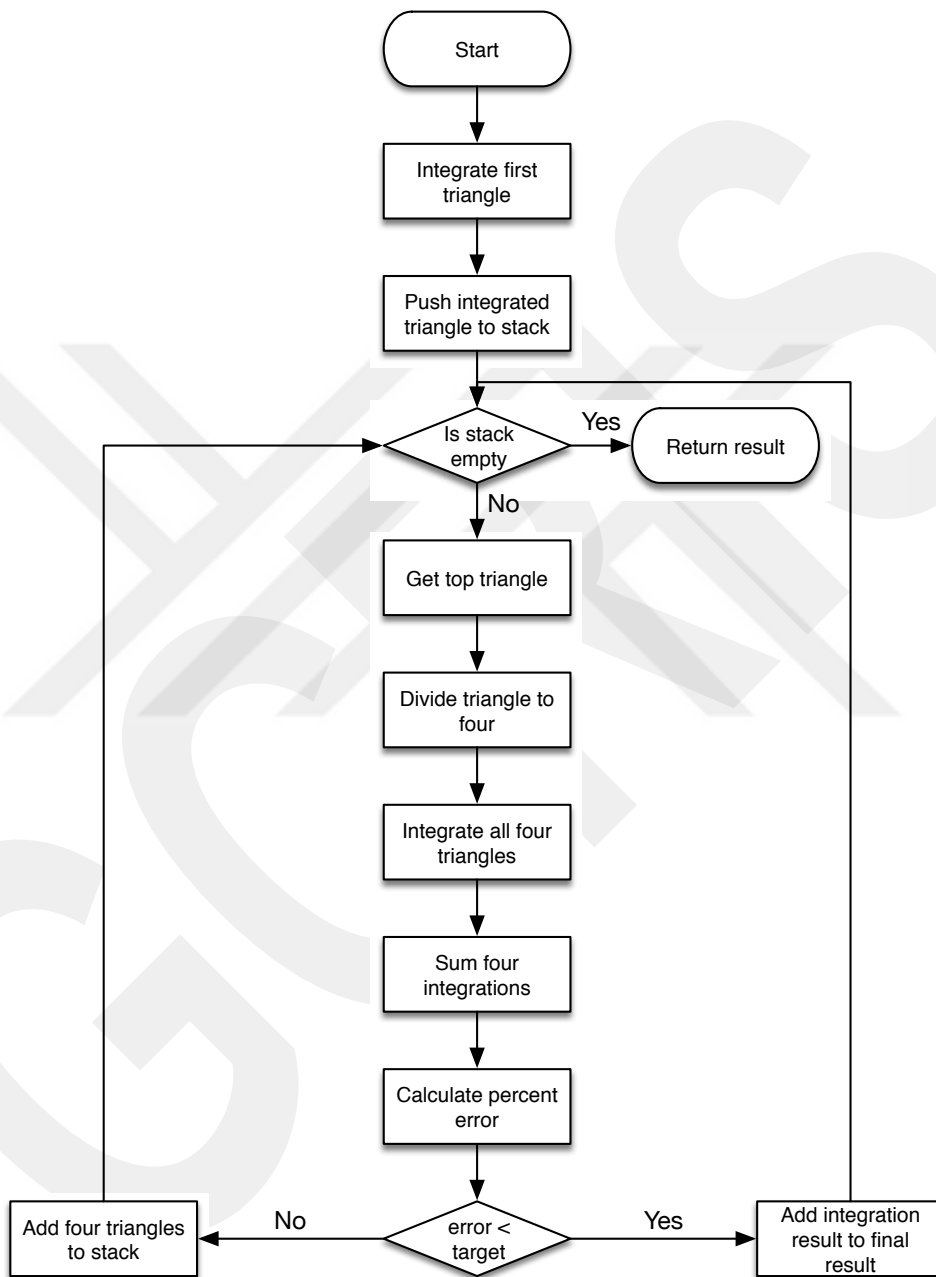 Start
Integrate first
triangle
Push integrated
triangle to stack
Is stack
empty
Yes
Return result
No
Get top triangle
Divide triangle to
four
Integrate all four
triangles
Sum four
integrations
Calculate percent
error
Add four triangles
to stack
No
error <
target
Yes
Add integration
result to final
result